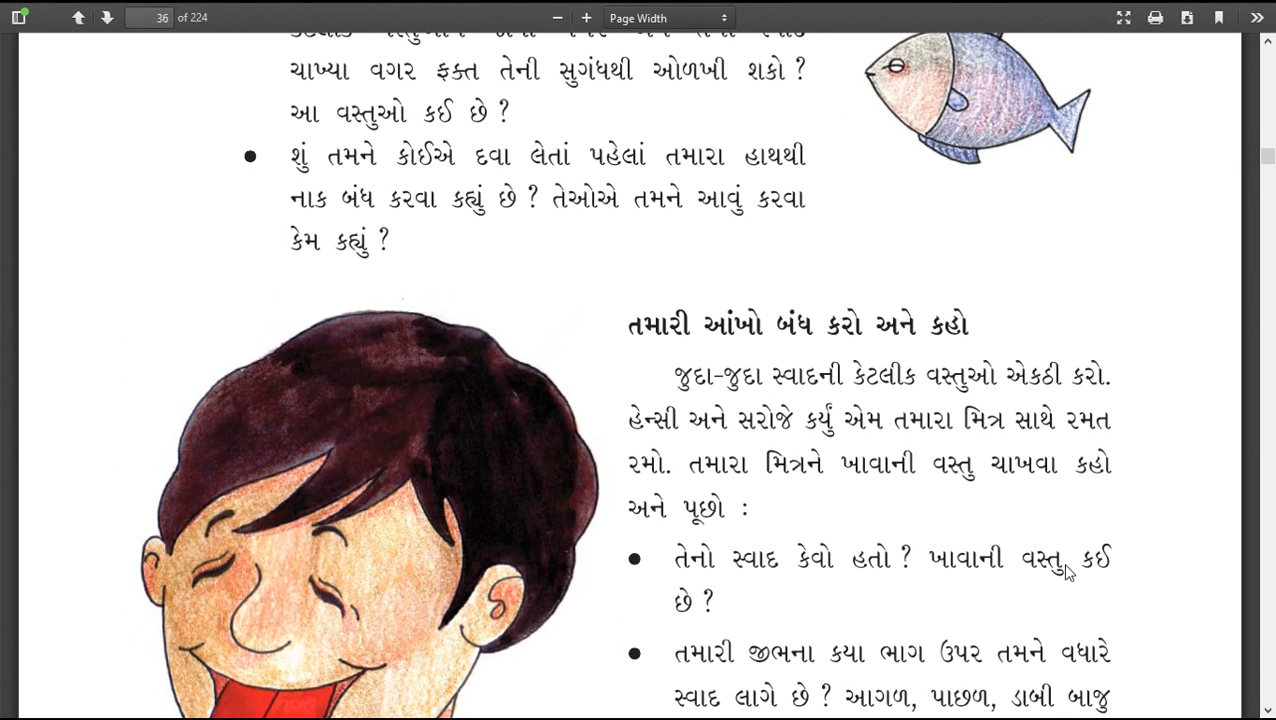 36 of 224
Page Width
ચાખ્યા વગર ફક્ત તેની સુગંધથી ઓળખી શકો ?
આ વસ્તુઓ કઈ છે ?
● શું તમને કોઈએ દવા લેતાં પહેલાં તમારા હાથથી
નાક બંધ કરવા કહ્યું છે ? તેઓએ તમને આવું કરવા
કેમ કહ્યું ?
તમારી આંખો બંધ કરો અને કહો
જુદા-જુદા સ્વાદની કેટલીક વસ્તુઓ એકઠી કરો.
હેન્સી અને સરોજે કર્યું એમ તમારા મિત્ર સાથે રમત
રમો. તમારા મિત્રને ખાવાની વસ્તુ ચાખવા કહો
અને પૂછો :
● તેનો સ્વાદ કેવો હતો ? ખાવાની વસ્તુ કઈ
છે ?
● તમારી જીભના કયા ભાગ ઉપર તમને વધારે
સ્વાદ લાગે છે ? આગળ, પાછળ, ડાબી બાજુ